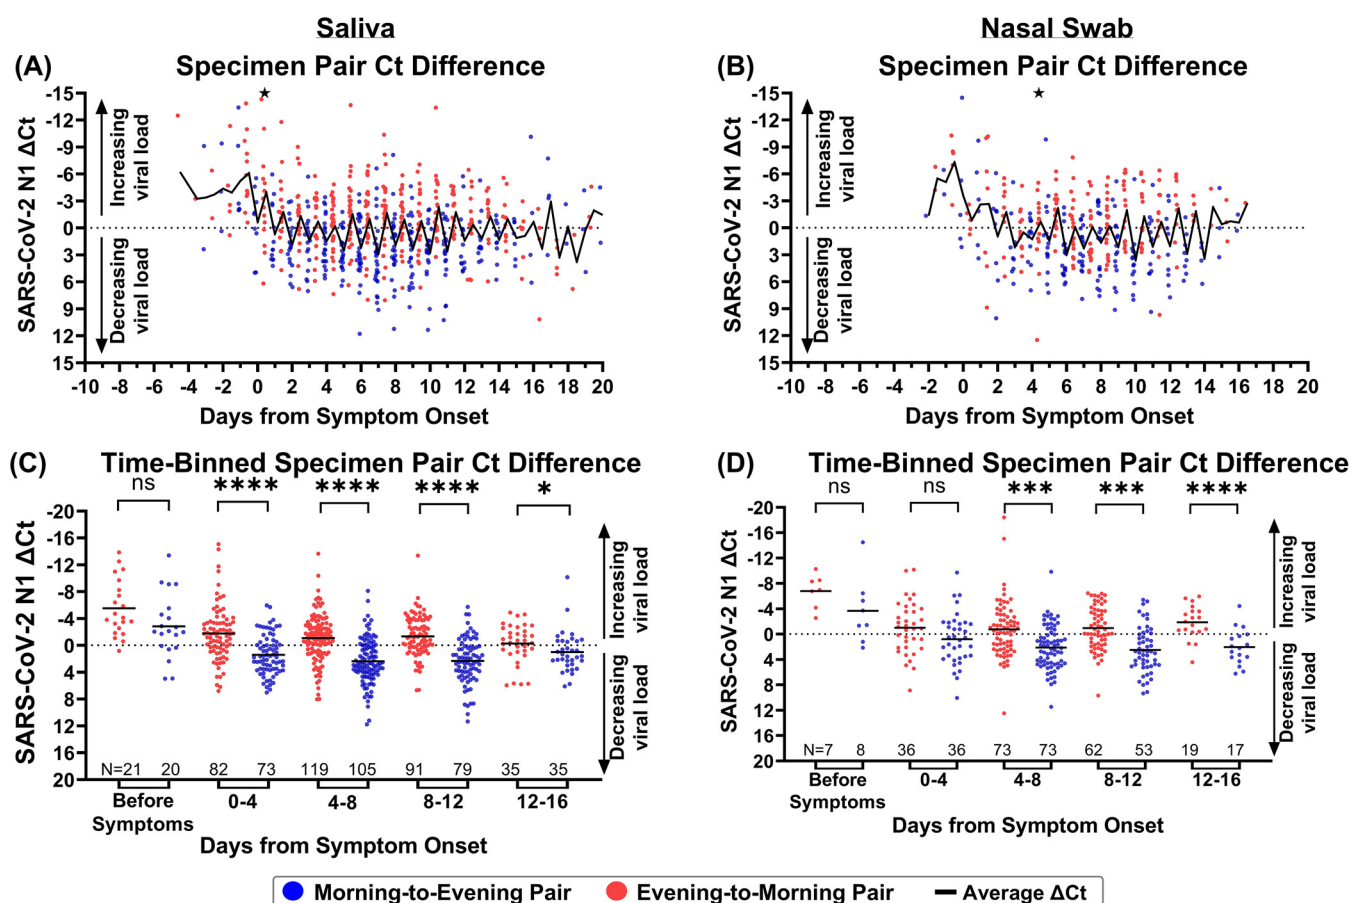 Saliva
Nasal Swab
(A)
Specimen Pair Ct Difference
SARS-CoV-2 N1 ΔCt
-15
-12
-9
-6
-3
0
3
6
9
12
15
Increasing
viral load
Decreasing
viral load
★
-10 -8 -6 -4 -2 0 2 4 6 8 10 12 14 16 18 20
Days from Symptom Onset
(B)
Specimen Pair Ct Difference
SARS-CoV-2 N1 ΔCt
-15
-12
-9
-6
-3
0
3
6
9
12
15
Increasing
viral load
Decreasing
viral load
★
-10 -8 -6 -4 -2 0 2 4 6 8 10 12 14 16 18 20
Days from Symptom Onset
(C)
Time-Binned Specimen Pair Ct Difference
ns **** **** **** *
SARS-CoV-2 N1 ΔCt
-20
-16
-12
-8
-4
0
4
8
12
16
20
Increasing
viral load
Decreasing
viral load
N=21 20 82 73 119 105 91 79 35 35
Before
Symptoms
0-4 4-8 8-12 12-16
Days from Symptom Onset
(D)
Time-Binned Specimen Pair Ct Difference
ns ns *** *** ****
SARS-CoV-2 N1 ΔCt
-20
-16
-12
-8
-4
0
4
8
12
16
20
Increasing
viral load
Decreasing
viral load
N=7 8 36 36 73 73 62 53 19 17
Before
Symptoms
0-4 4-8 8-12 12-16
Days from Symptom Onset
Morning-to-Evening Pair Evening-to-Morning Pair Average ΔCt